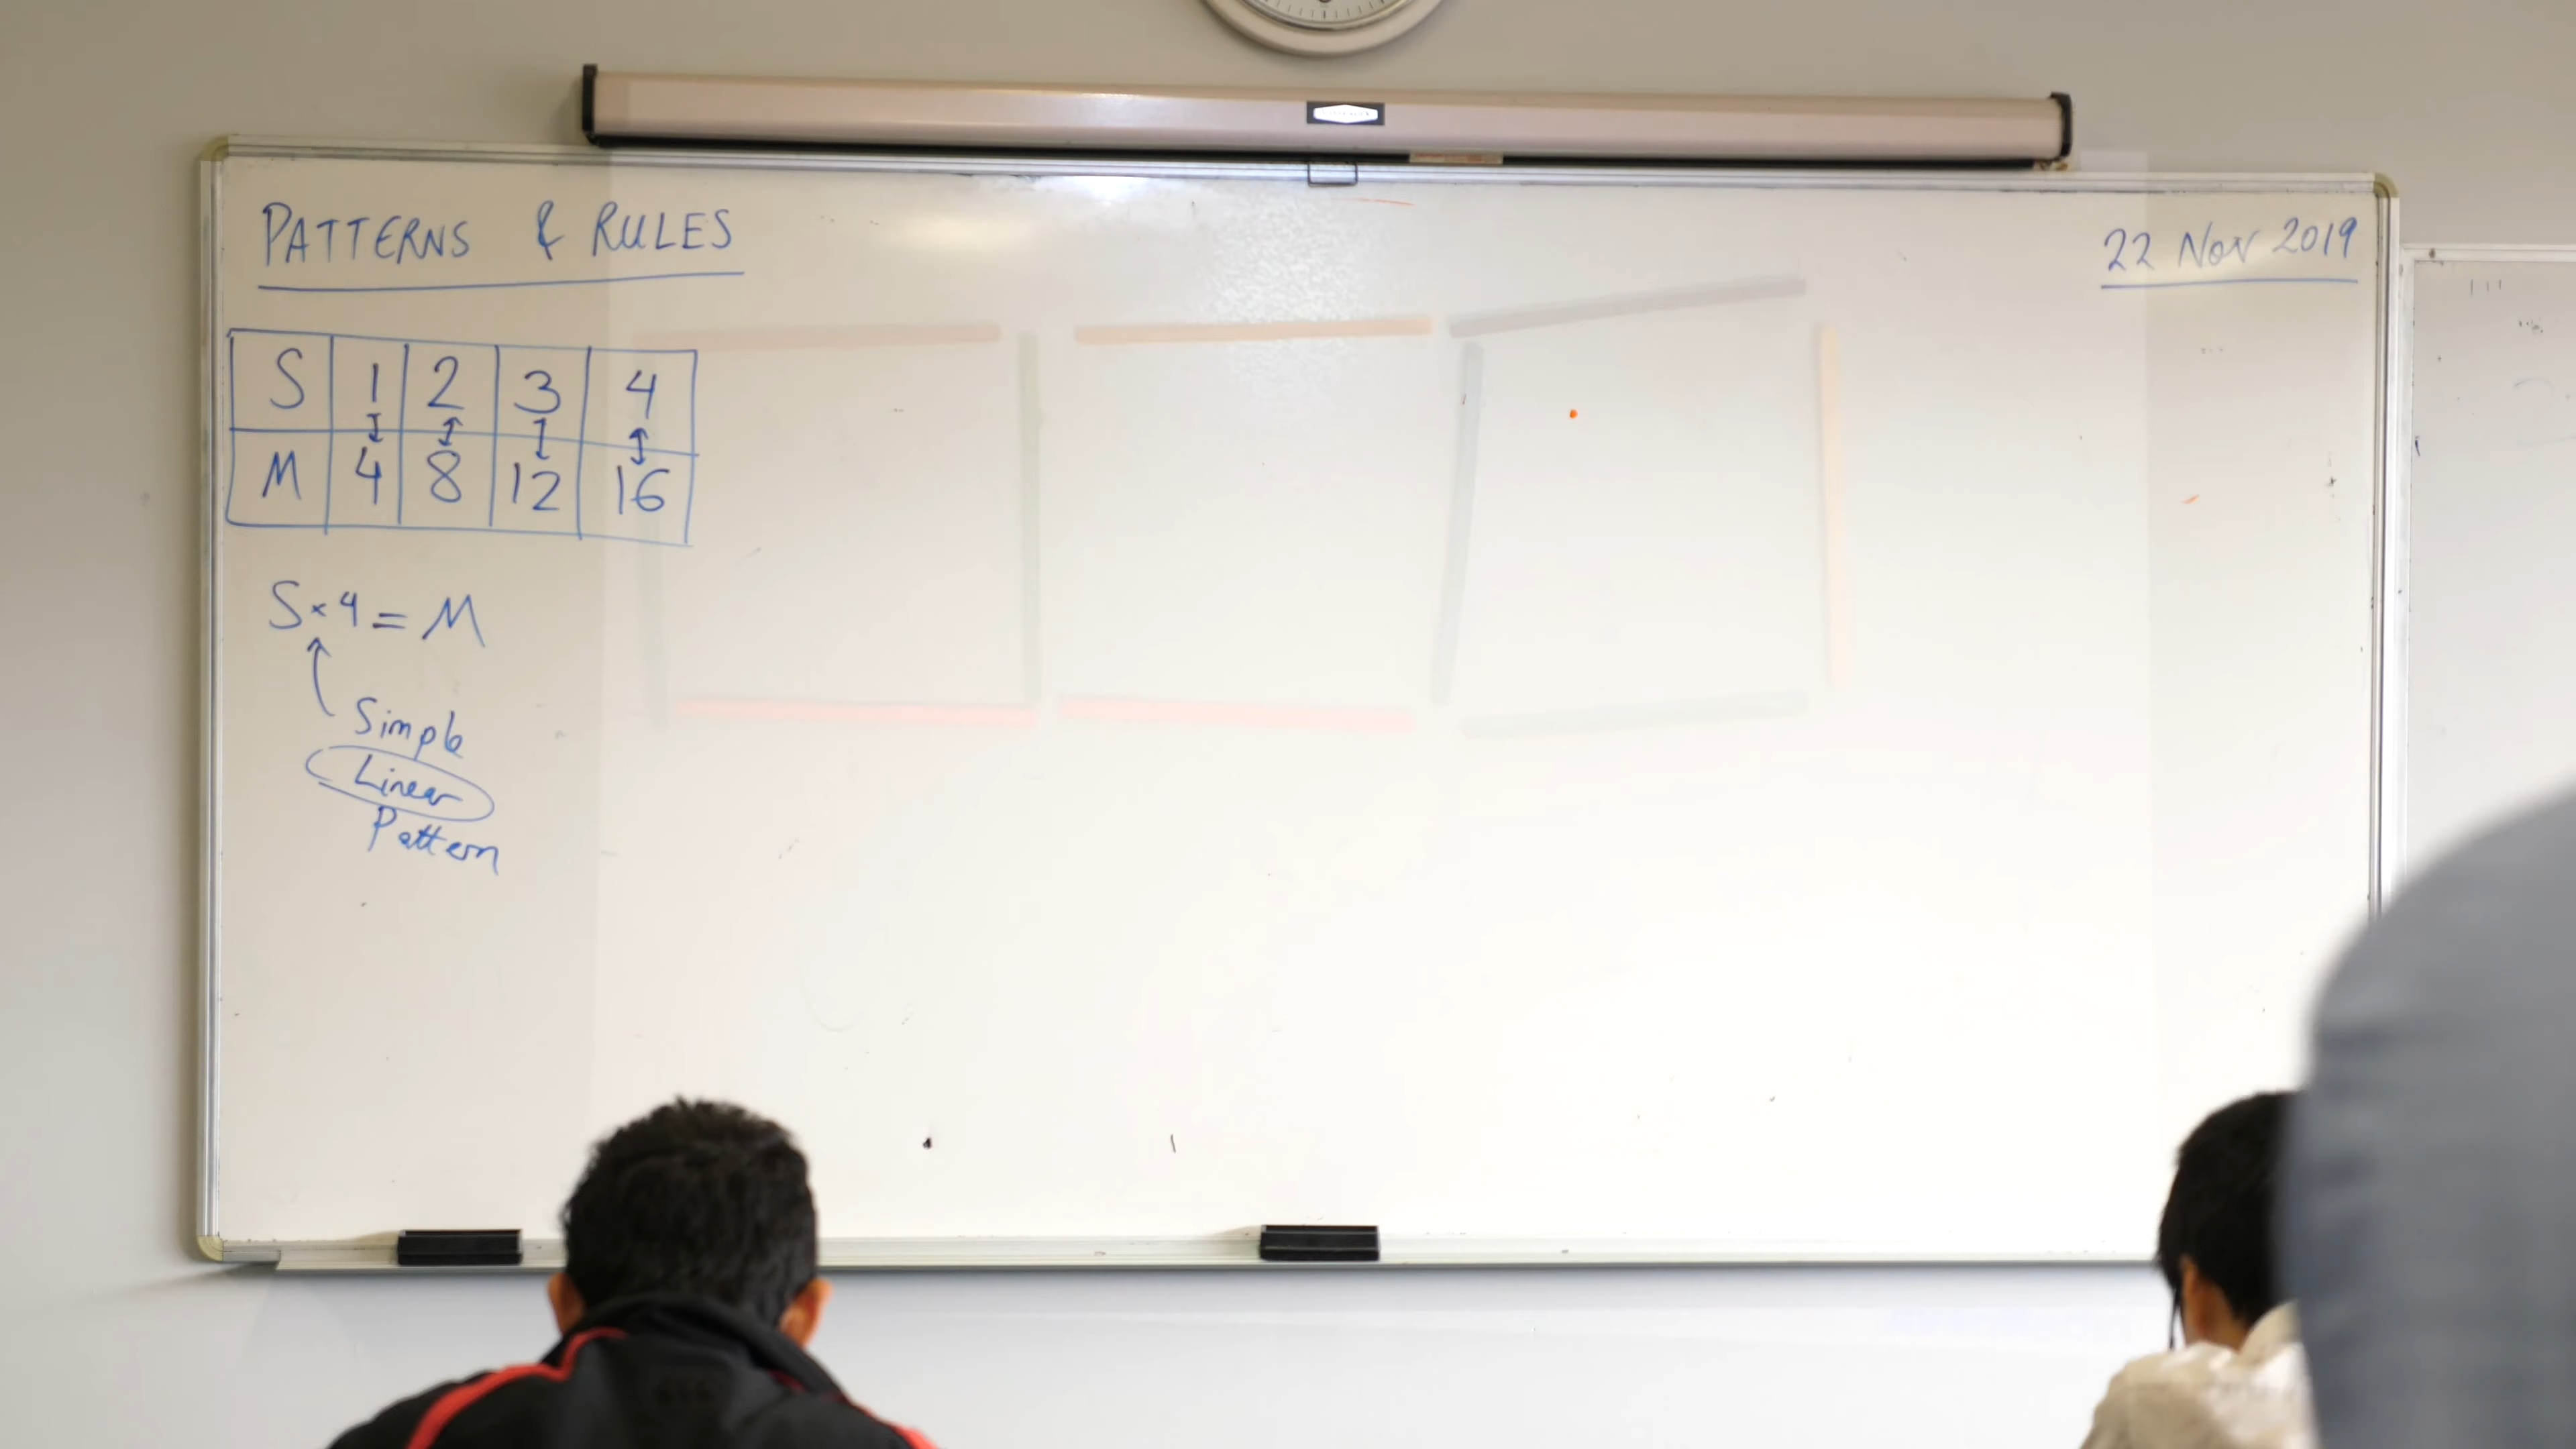 PATTERNS & RULES
22 Nov 2019
S 1 2 3 4
M 4 8 12 16
S × 4 = M
Simple
Linear
Pattern